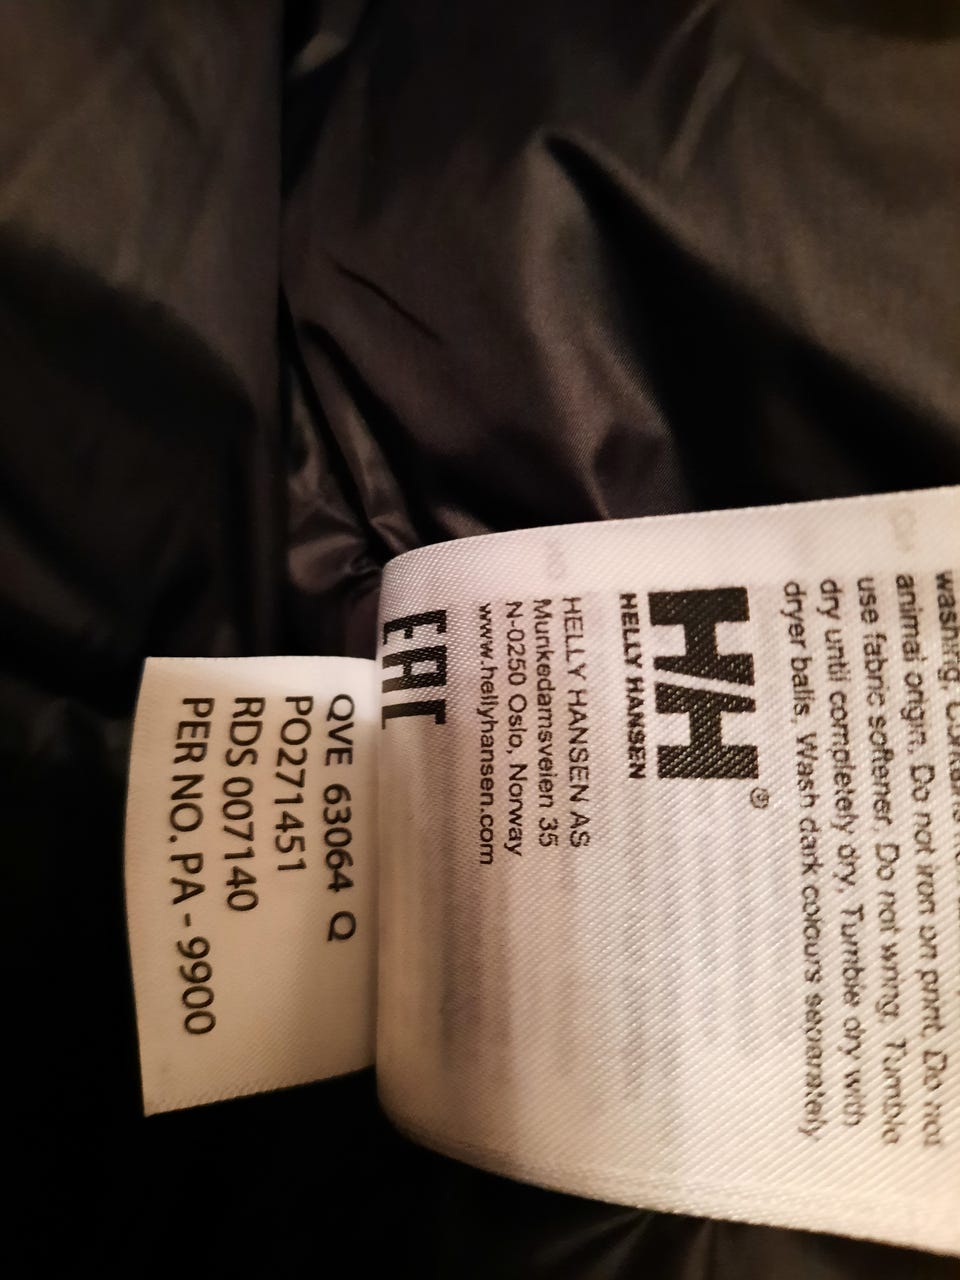 animal origin. Do not iron on print. Do not
use fabric softener. Do not wring. Tumble
dry until completely dry. Tumble dry with
dryer balls. Wash dark colours separately
HH®
HELLY HANSEN
HELLY HANSEN AS
Munkedamsveien 35
N-0250 Oslo, Norway
www.hellyhansen.com
EAC
QVE 63064 Q
PO271451
RDS 007140
PER NO. PA - 9900